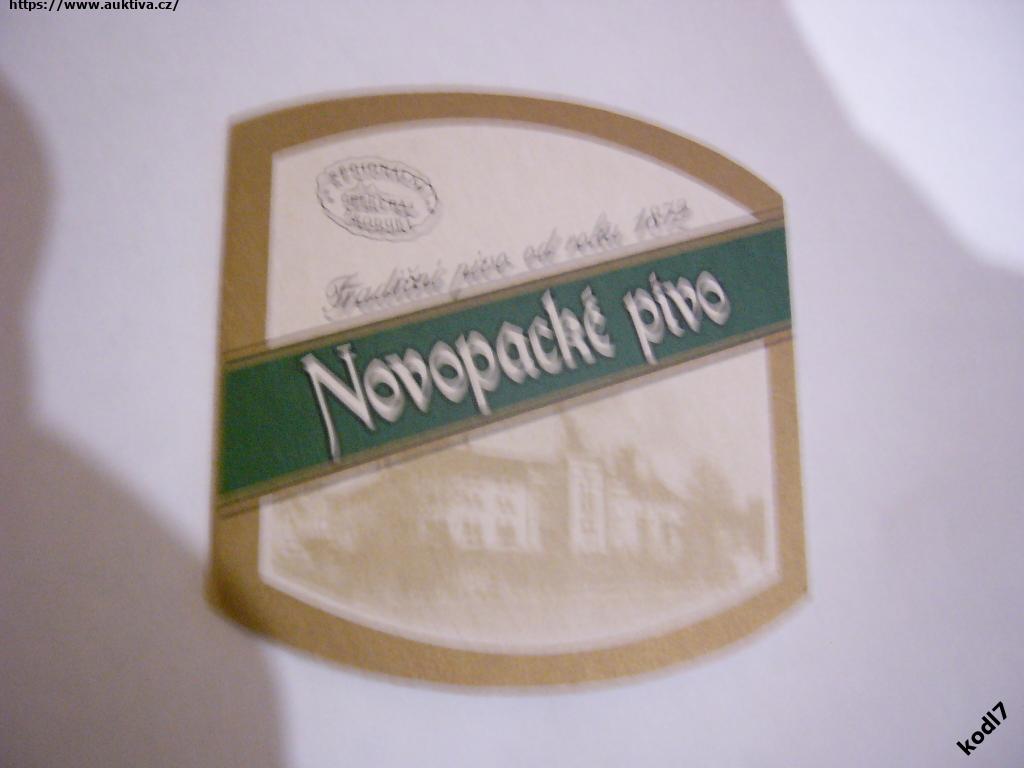 https://www.auktiva.cz/
Tradiční pivo od roku 1872
Novopacké pivo
kodl7